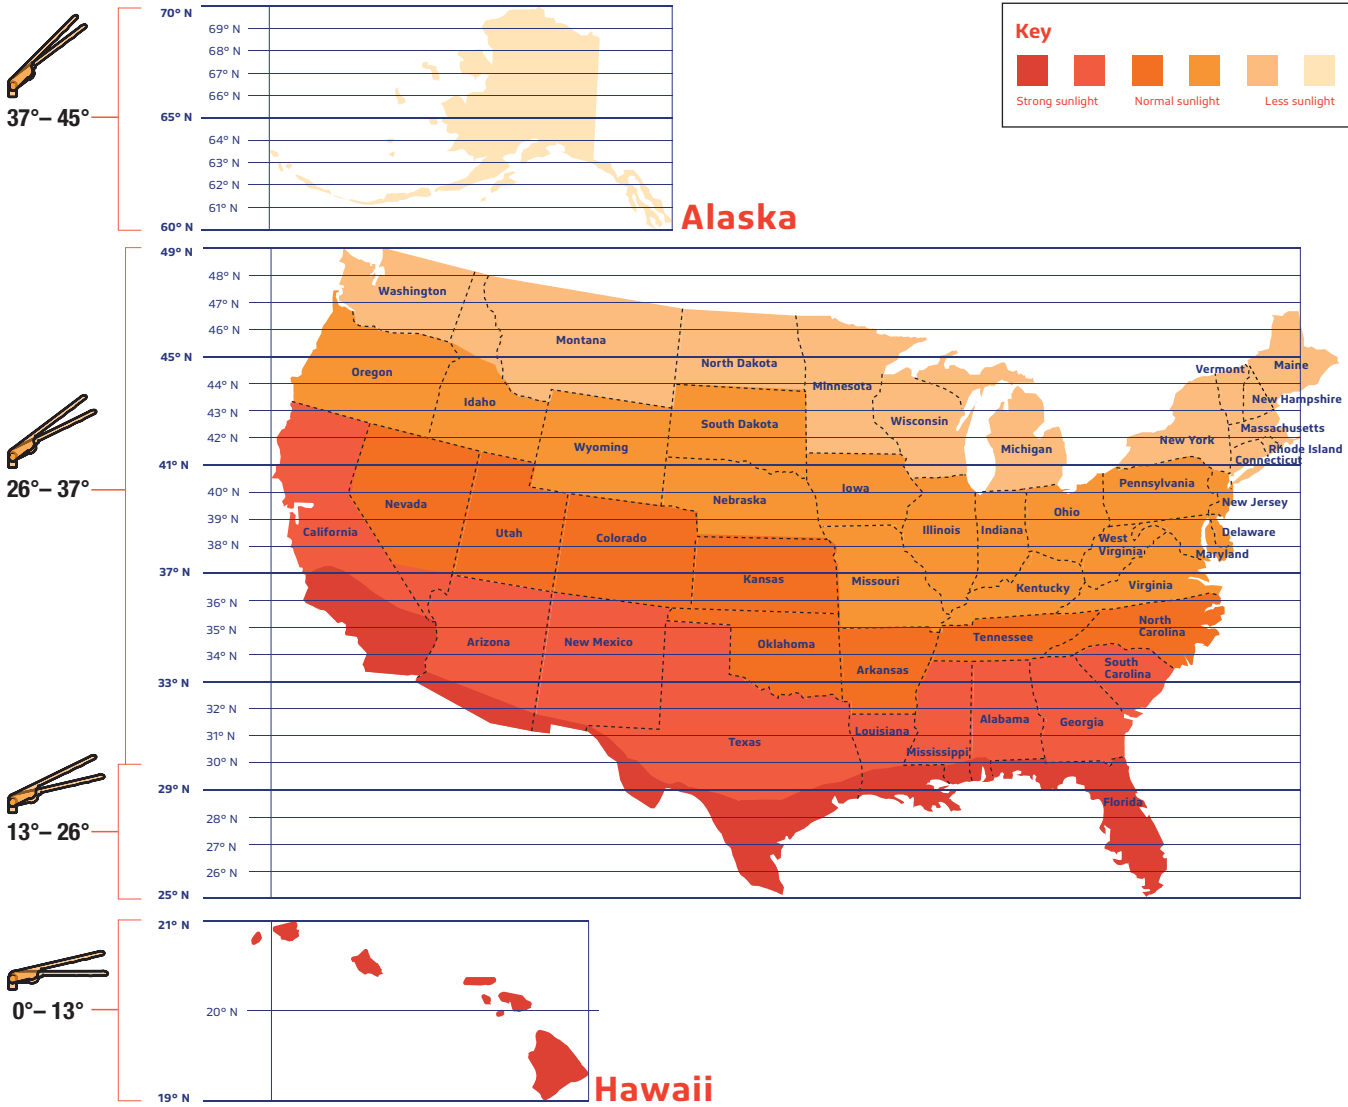 70° N
69° N
68° N
67° N
66° N
65° N
64° N
63° N
62° N
61° N
60° N
37°– 45°
Alaska
Key
Strong sunlight
Normal sunlight
Less sunlight
49° N
48° N
47° N
46° N
45° N
44° N
43° N
42° N
41° N
40° N
39° N
38° N
37° N
36° N
35° N
34° N
33° N
32° N
31° N
30° N
29° N
28° N
27° N
26° N
25° N
26°– 37°
13°– 26°
Washington
Montana
North Dakota
Minnesota
Oregon
Idaho
Wyoming
South Dakota
Wisconsin
Michigan
Vermont
Maine
New Hampshire
Massachusetts
New York
Rhode Island
Connecticut
Nevada
Nebraska
Iowa
Pennsylvania
New Jersey
California
Utah
Colorado
Illinois
Indiana
Ohio
West
Virginia
Delaware
Maryland
Kansas
Missouri
Kentucky
Virginia
Arizona
New Mexico
Oklahoma
Arkansas
Tennessee
North
Carolina
South
Carolina
Texas
Louisiana
Mississippi
Alabama
Georgia
Florida
21° N
20° N
19° N
0°– 13°
Hawaii